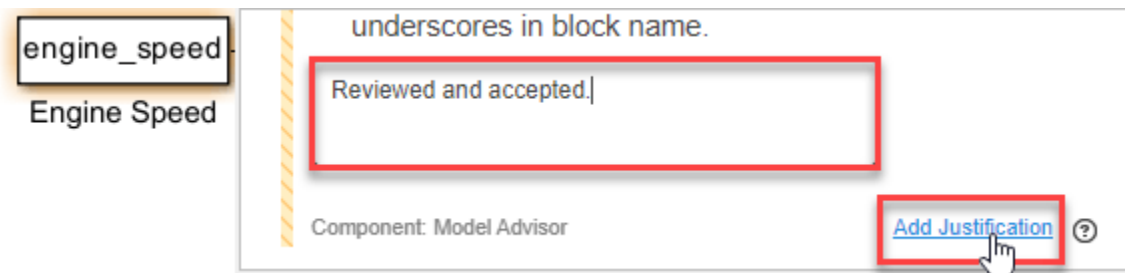 engine_speed
Engine Speed
underscores in block name.
Reviewed and accepted.
Component: Model Advisor
Add Justification ?